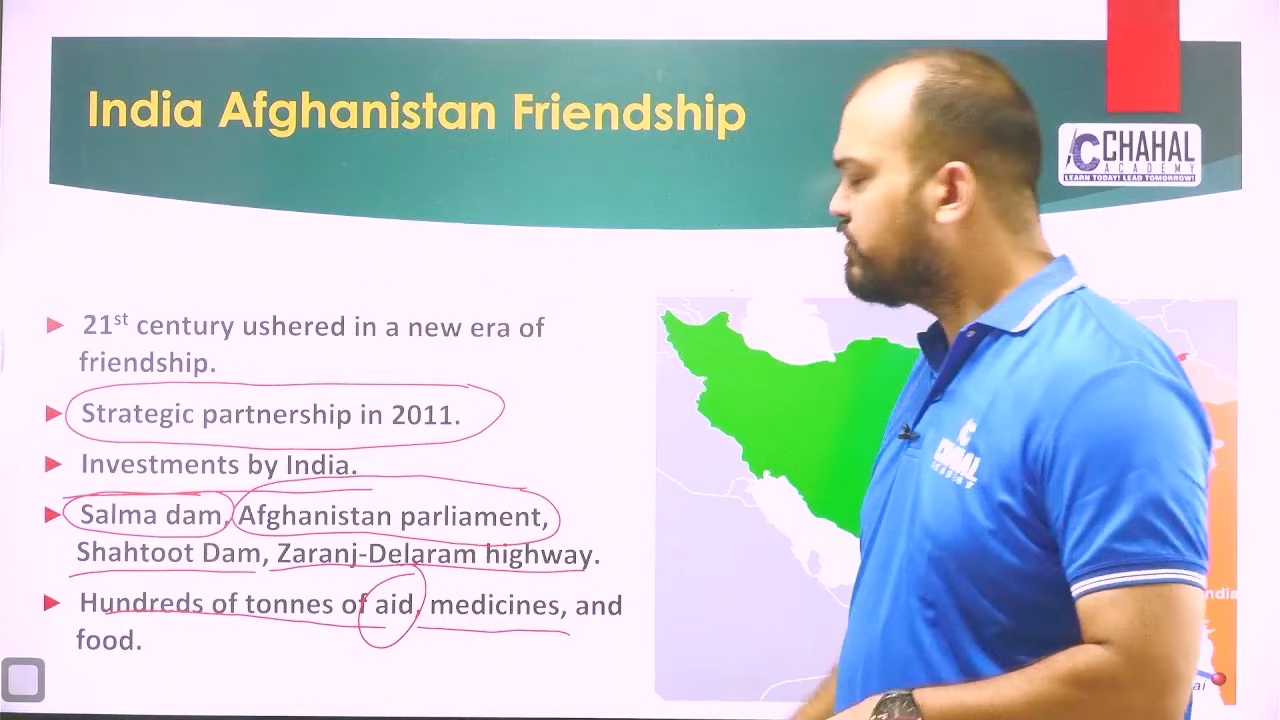 India Afghanistan Friendship
CHAHAL
ACADEMY
LEARN TODAY! LEAD TOMORROW!
21st century ushered in a new era of
friendship.
Strategic partnership in 2011.
Investments by India.
Salma dam, Afghanistan parliament,
Shahtoot Dam, Zaranj-Delaram highway.
Hundreds of tonnes of aid, medicines, and
food.
CHAHAL
ACADEMY